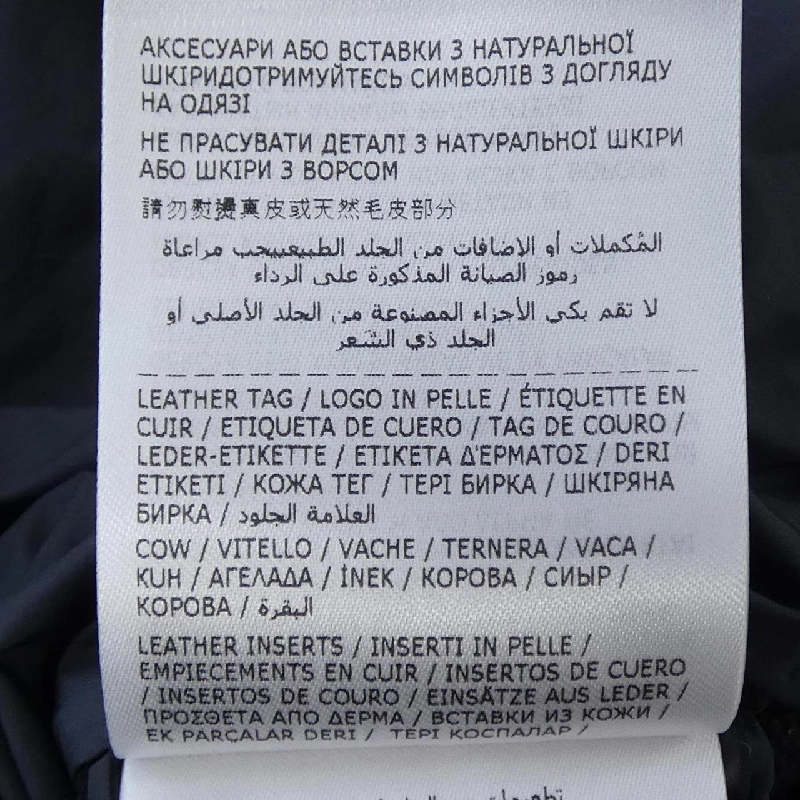 АКСЕСУАРИ АБО ВСТАВКИ З НАТУРАЛЬНОЇ
ШКІРИДОТРИМУЙТЕСЬ СИМВОЛІВ З ДОГЛЯДУ
НА ОДЯЗІ
НЕ ПРАСУВАТИ ДЕТАЛІ З НАТУРАЛЬНОЇ ШКІРИ
АБО ШКІРИ З ВОРСОМ
請勿熨燙真皮或天然毛皮部分
المُكملات أو الإضافات من الجلد الطبيعييجب مراعاة
رموز الصيانة المذكورة على الرداء
لا تقم بكي الأجزاء المصنوعة من الجلد الأصلي أو
الجلد ذي الشعر
LEATHER TAG / LOGO IN PELLE / ÉTIQUETTE EN
CUIR / ETIQUETA DE CUERO / TAG DE COURO /
LEDER-ETIKETTE / ΕΤΙΚΕΤΑ ΔΈΡΜΑΤΟΣ / DERI
ETIKETI / КОЖА ТЕГ / ТЕРІ БИРКА / ШКІРЯНА
БИРКА / العلامة الجلود
COW / VITELLO / VACHE / TERNERA / VACA /
KUH / ΑΓΕΛΑΔΑ / İNEK / КОРОВА / СИЫР /
КОРОВА / البقرة
LEATHER INSERTS / INSERTI IN PELLE /
EMPIECEMENTS EN CUIR / INSERTOS DE CUERO
/ INSERTOS DE COURO / EINSÄTZE AUS LEDER /
ΠΡΟΣΘΕΤΑ ΑΠΟ ΔΕΡΜΑ / ВСТАВКИ ИЗ КОЖИ /
EK PARÇALAR DERI / ТЕРІ ҚОСПАЛАР /